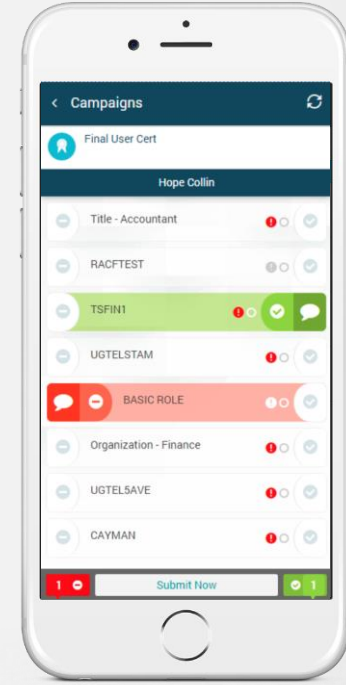 Campaigns
Final User Cert
Hope Collin
Title - Accountant
RACFTEST
TSFIN1
UGTELSTAM
BASIC ROLE
Organization - Finance
UGTEL5AVE
CAYMAN
1 Submit Now 1